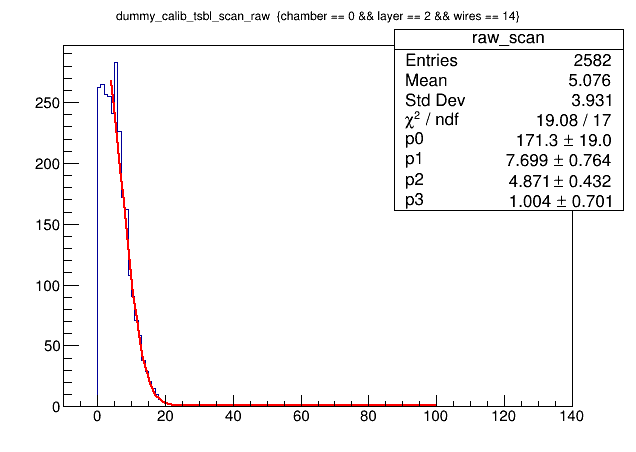 dummy_calib_tsbl_scan_raw {chamber == 0 && layer == 2 && wires == 14}
raw_scan
Entries 2582
Mean 5.076
Std Dev 3.931
χ² / ndf 19.08 / 17
p0 171.3 ± 19.0
p1 7.699 ± 0.764
p2 4.871 ± 0.432
p3 1.004 ± 0.701
250
200
150
100
50
0
0 20 40 60 80 100 120 140